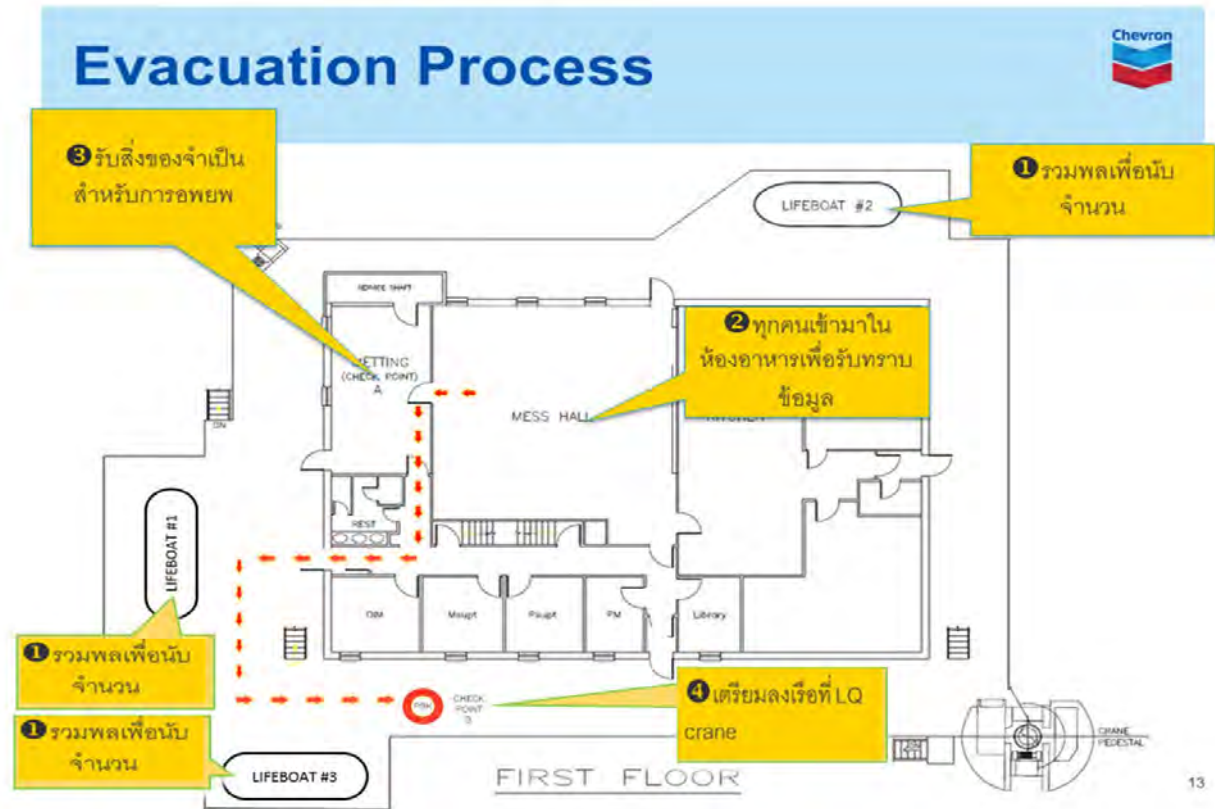 Evacuation Process
Chevron
❸รับสิ่งของจำเป็น
สำหรับการอพยพ
❶รวมพลเพื่อนับ
จำนวน
LIFEBOAT #2
SERVICE SHAFT
❷ทุกคนเข้ามาใน
ห้องอาหารเพื่อรับทราบ
ข้อมูล
(CHECK POINT)
A
MESS HALL
DN
REST
LIFEBOAT #1
OIM
Msupt
Psupt
PM
Library
❶รวมพลเพื่อนับ
จำนวน
❹เตรียมลงเรือที่ LQ
crane
CHECK
POINT
B
❶รวมพลเพื่อนับ
จำนวน
LIFEBOAT #3
CRANE
PEDESTAL
FIRST FLOOR
13